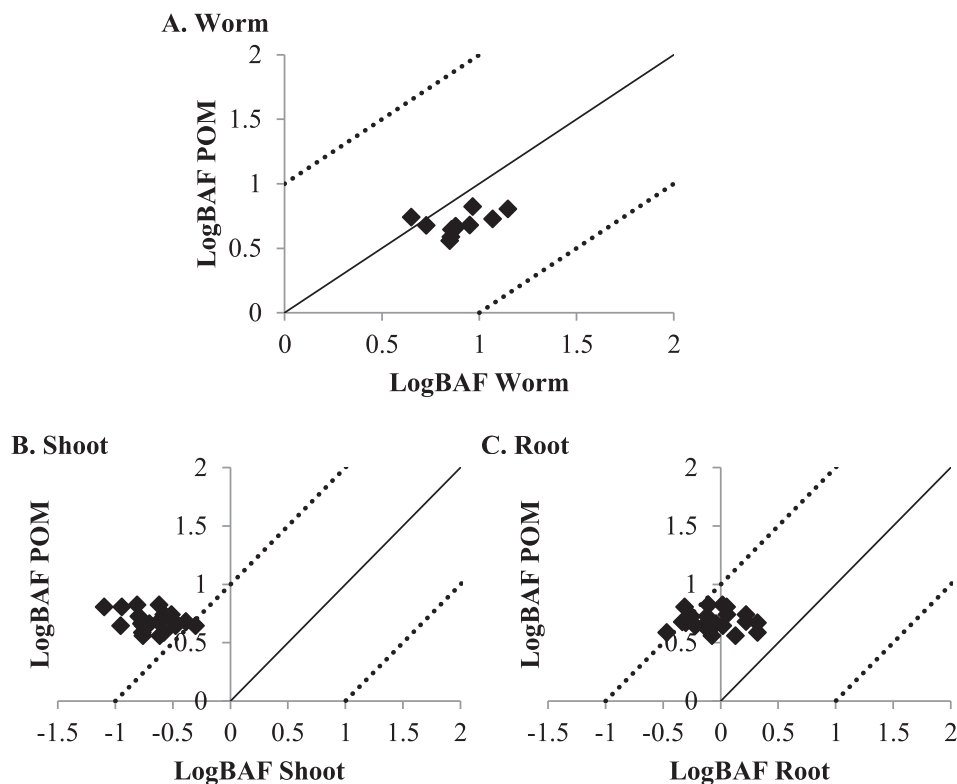 A. Worm
2
1.5
1
0.5
0
LogBAF POM
0 0.5 1 1.5 2
LogBAF Worm
B. Shoot
2
1.5
1
0.5
0
LogBAF POM
-1.5 -1 -0.5 0 0.5 1 1.5 2
LogBAF Shoot
C. Root
2
1.5
1
0.5
0
LogBAF POM
-1.5 -1 -0.5 0 0.5 1 1.5 2
LogBAF Root